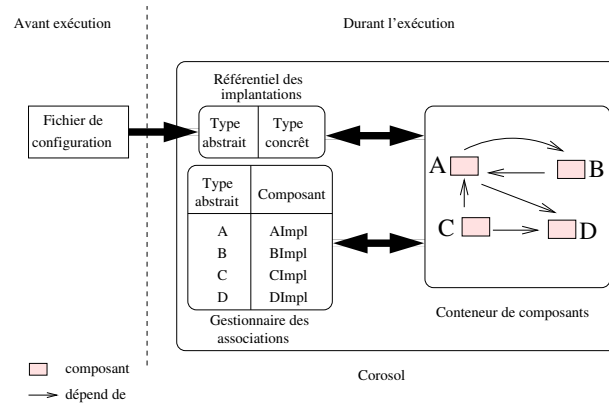 Avant exécution
Durant l'exécution
Référentiel des
implantations
Fichier de
configuration
Type
abstrait
Type
concrêt
Type
abstrait
Composant
A AImpl
B BImpl
C CImpl
D DImpl
Gestionnaire des
associations
A
B
C
D
Conteneur de composants
Corosol
composant
dépend de